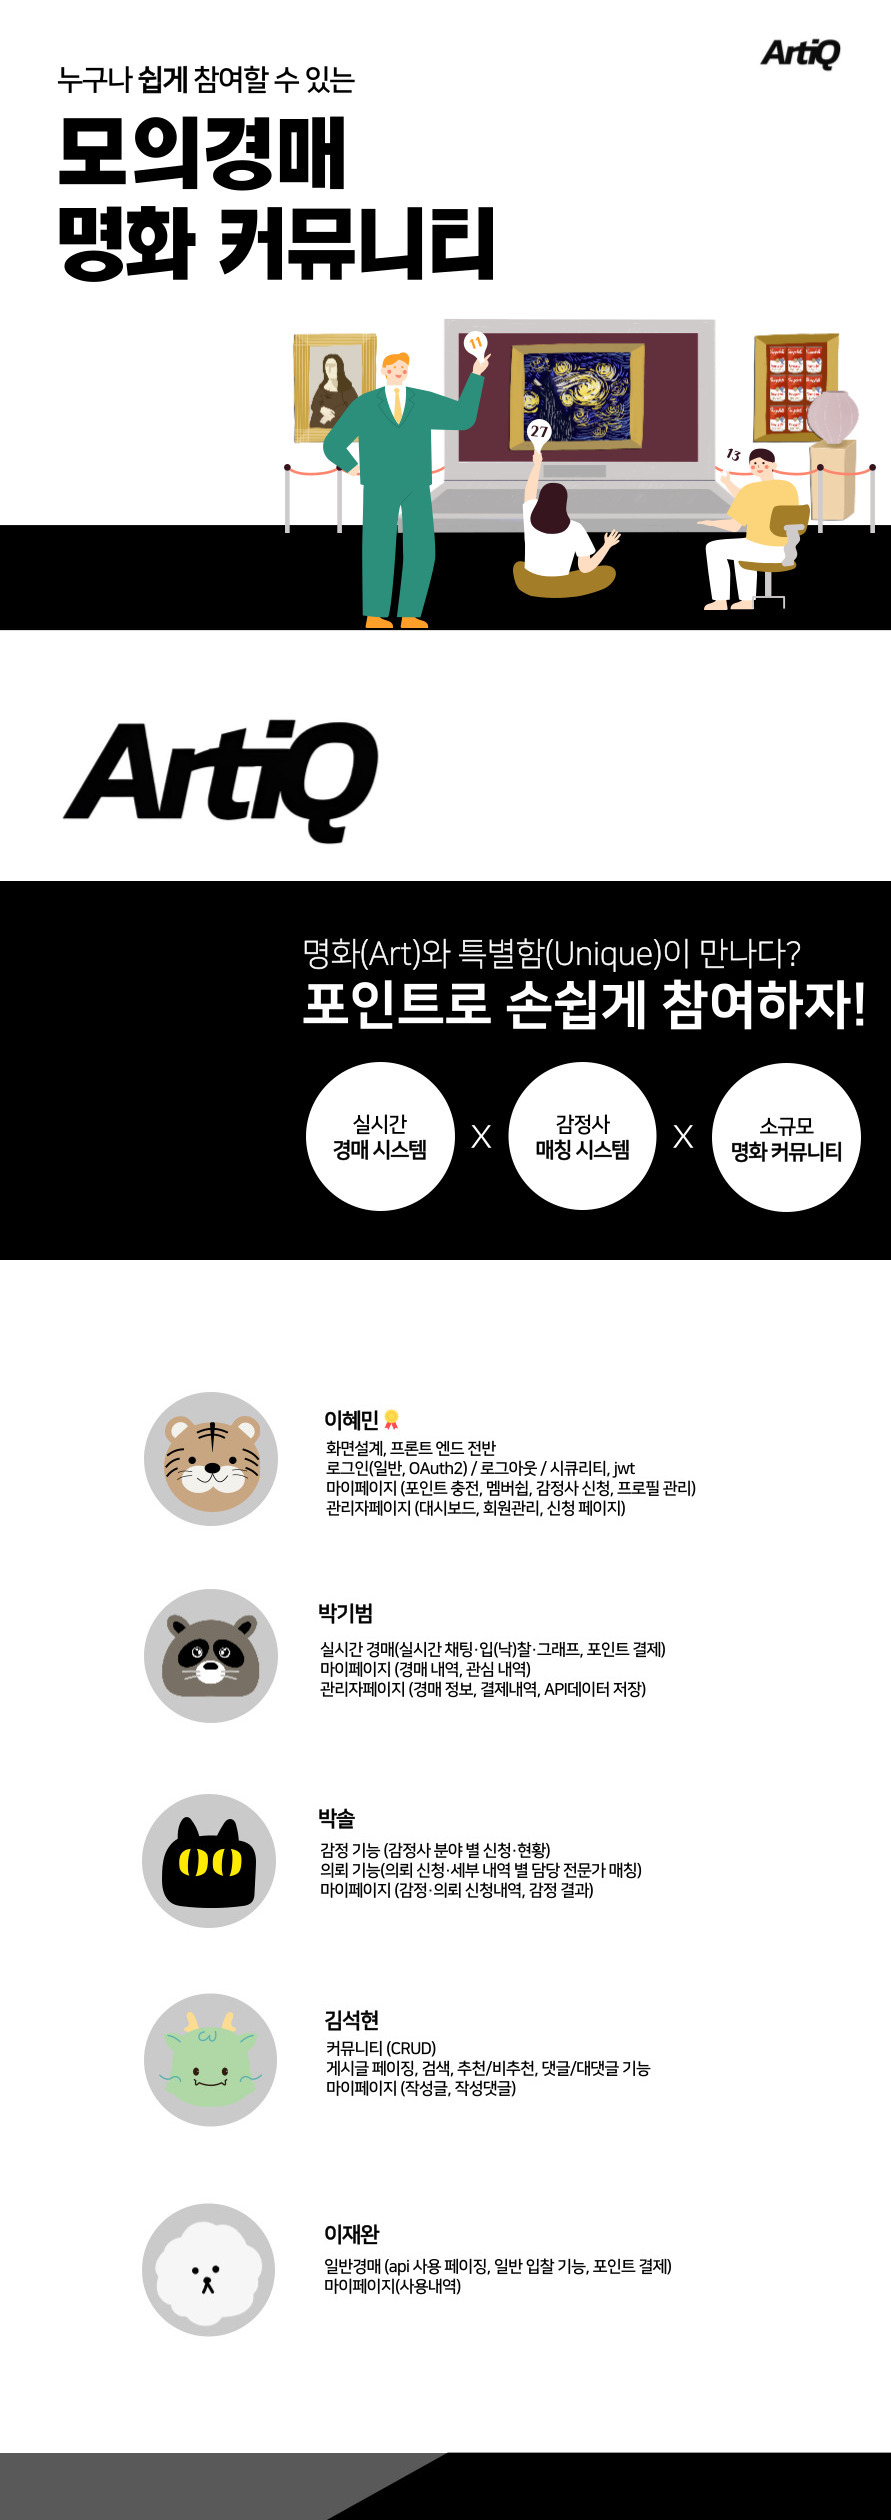 ArtiQ
누구나 쉽게 참여할 수 있는
모의경매
명화 커뮤니티
11
27
13
ArtiQ
명화(Art)와 특별함(Unique)이 만나다?
포인트로 손쉽게 참여하자!
실시간
경매 시스템
X
감정사
매칭 시스템
X
소규모
명화 커뮤니티
이혜민
화면설계, 프론트 엔드 전반
로그인(일반, OAuth2) / 로그아웃 / 시큐리티, jwt
마이페이지 (포인트 충전, 멤버쉽, 감정사 신청, 프로필 관리)
관리자페이지 (대시보드, 회원관리, 신청 페이지)
박기범
실시간 경매(실시간 채팅·입(낙)찰·그래프, 포인트 결제)
마이페이지 (경매 내역, 관심 내역)
관리자페이지 (경매 정보, 결제내역, API데이터 저장)
박솔
감정 기능 (감정사 분야 별 신청·현황)
의뢰 기능(의뢰 신청·세부 내역 별 담당 전문가 매칭)
마이페이지 (감정·의뢰 신청내역, 감정 결과)
김석현
커뮤니티 (CRUD)
게시글 페이징, 검색, 추천/비추천, 댓글/대댓글 기능
마이페이지 (작성글, 작성댓글)
이재완
일반경매 (api 사용 페이징, 일반 입찰 기능, 포인트 결제)
마이페이지(사용내역)